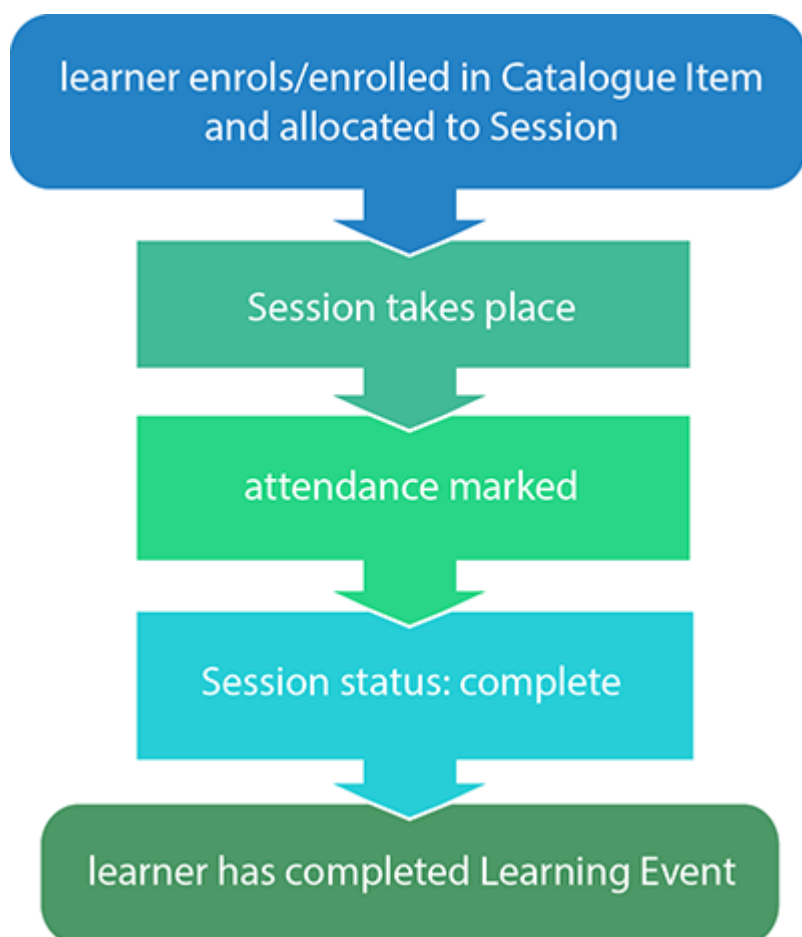 learner enrols/enrolled in Catalogue Item
and allocated to Session
Session takes place
attendance marked
Session status: complete
learner has completed Learning Event